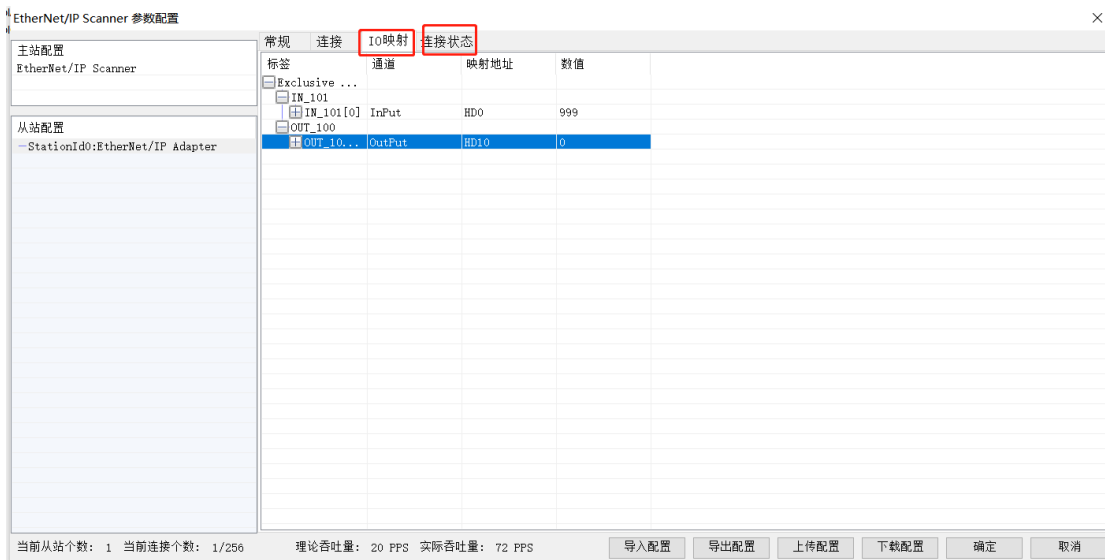 EtherNet/IP Scanner 参数配置
主站配置
EtherNet/IP Scanner
从站配置
StationId0:EtherNet/IP Adapter
常规 连接 IO映射 连接状态
标签 通道 映射地址 数值
Exclusive ...
IN_101
IN_101[0] InPut HD0 999
OUT_100
OUT_10... OutPut HD10 0
当前从站个数: 1 当前连接个数: 1/256 理论吞吐量: 20 PPS 实际吞吐量: 72 PPS 导入配置 导出配置 上传配置 下载配置 确定 取消